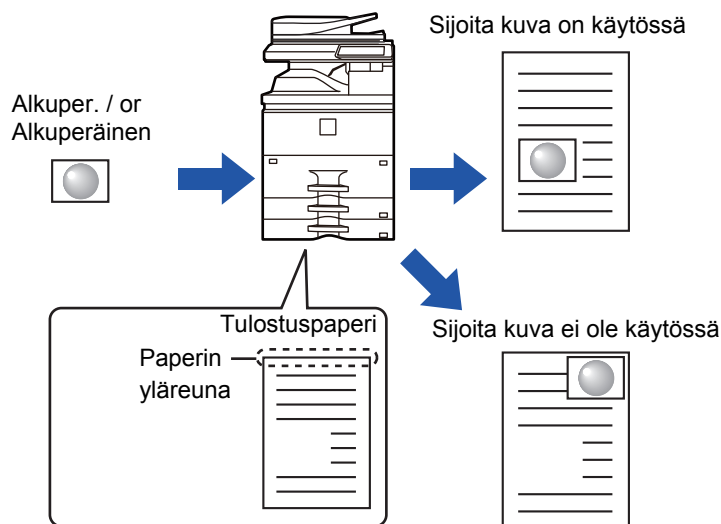 Sijoita kuva on käytössä
Alkuper. / or
Alkuperäinen
Tulostuspaperi
Paperin
yläreuna
Sijoita kuva ei ole käytössä